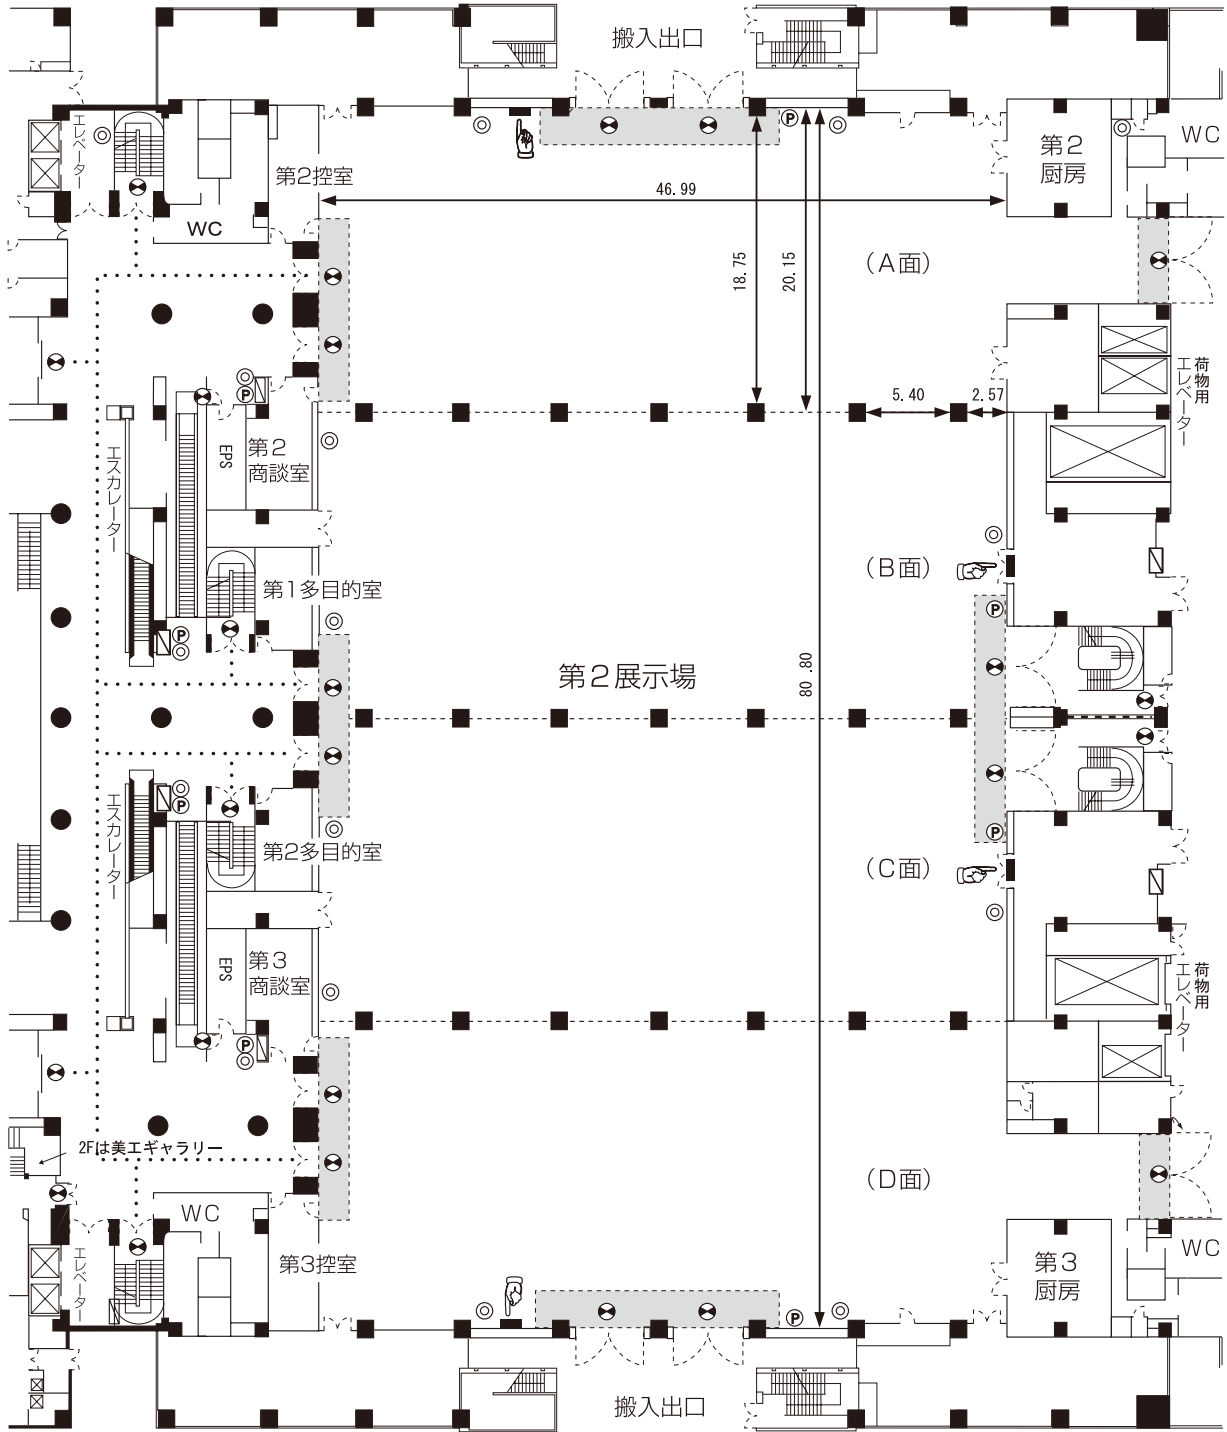 搬入出口
エレベーター
第2控室
WC
46.99
18.75
20.15
P
(A面)
第2
厨房
WC
荷物用
エレベーター
5.40
2.57
P
エスカレーター
EPS
第2
商談室
第1多目的室
(B面)
P
P
第2展示場
80.80
エスカレーター
P
EPS
第2多目的室
第3
商談室
P
(C面)
P
荷物用
エレベーター
2Fは美工ギャラリー
WC
エレベーター
第3控室
(D面)
第3
厨房
WC
P
搬入出口